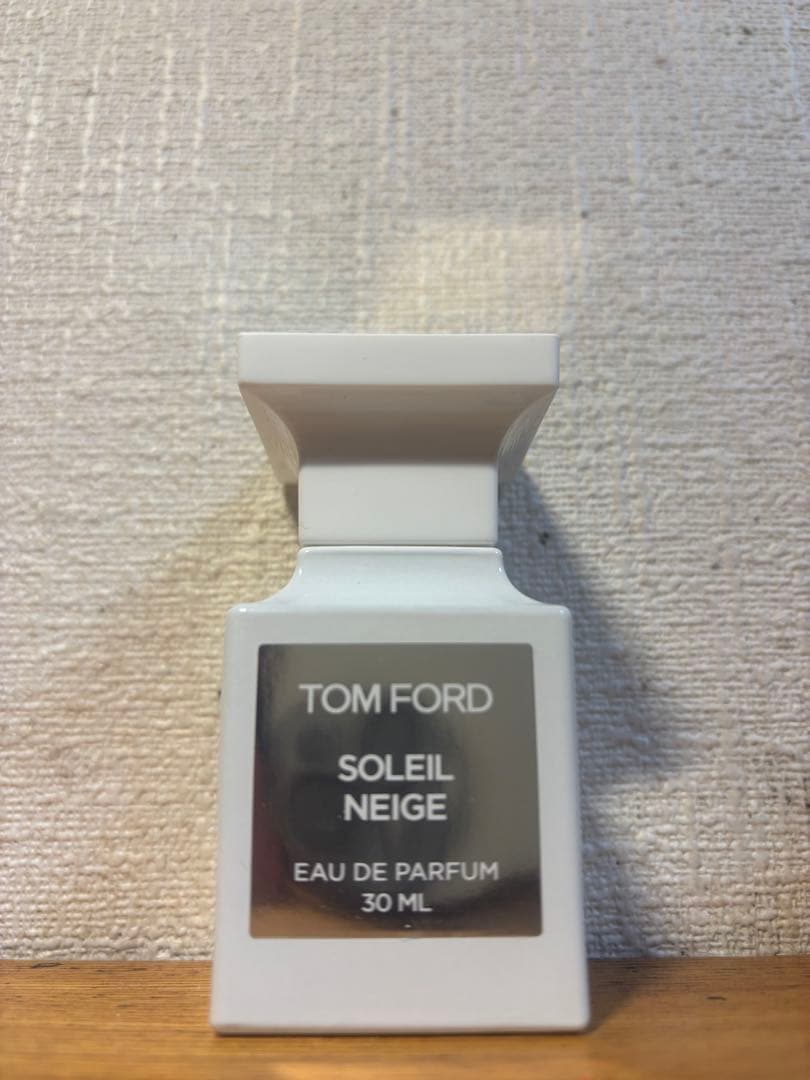 TOM FORD
SOLEIL
NEIGE
EAU DE PARFUM
30 ML